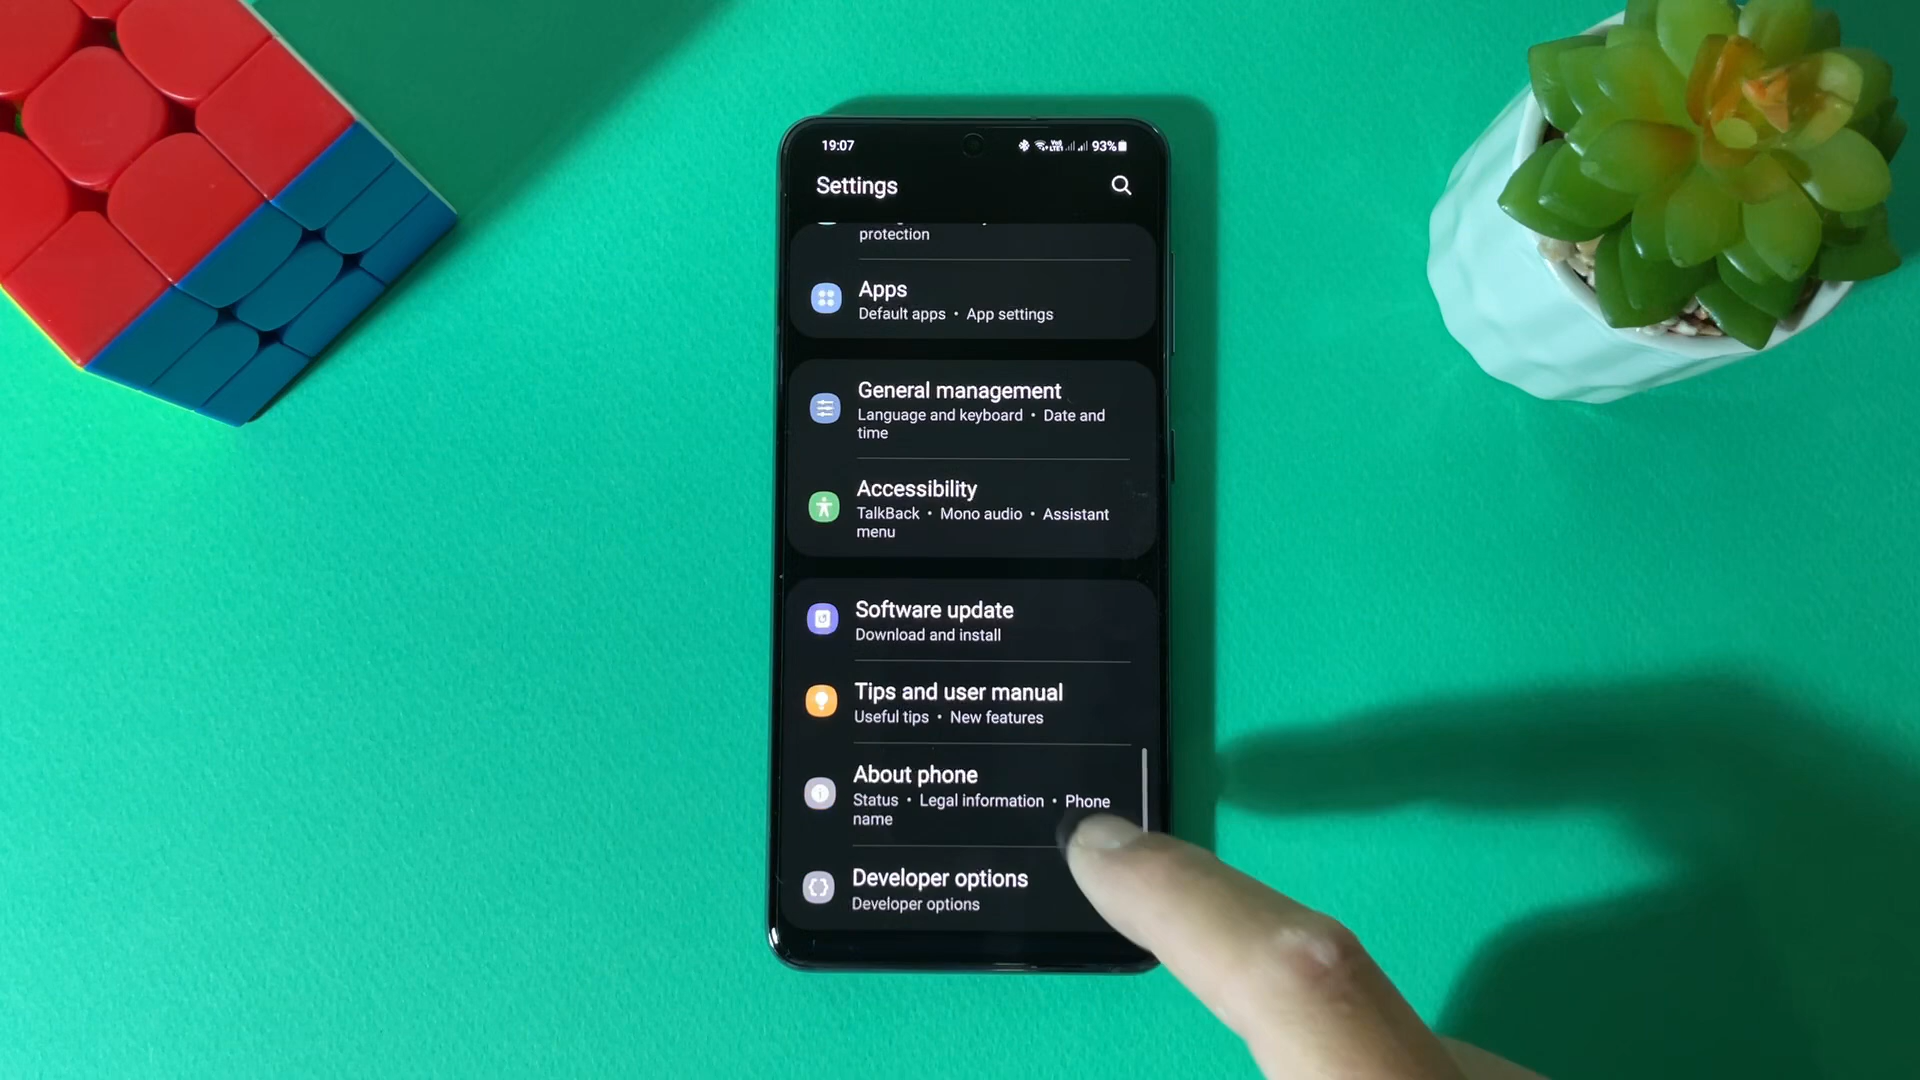 19:07
93%
Settings
protection
Apps
Default apps • App settings
General management
Language and keyboard • Date and
time
Accessibility
TalkBack • Mono audio • Assistant
menu
Software update
Download and install
Tips and user manual
Useful tips • New features
About phone
Status • Legal information • Phone
name
Developer options
Developer options